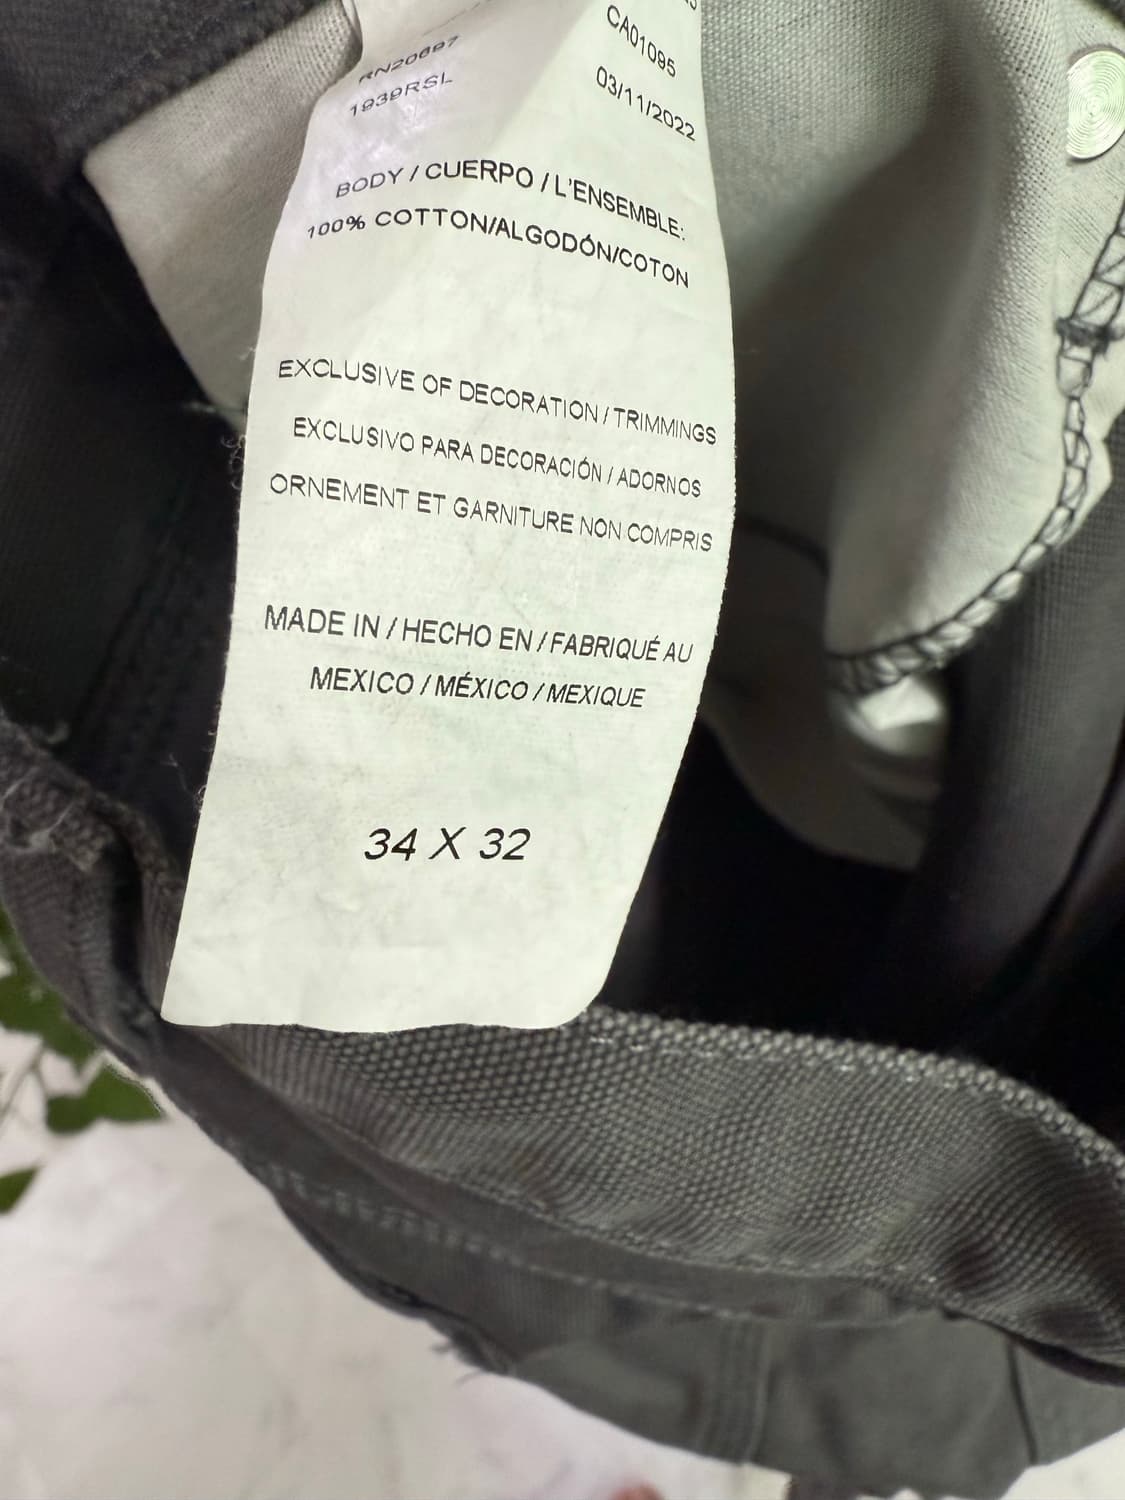 RN20697
1939RSL
CA01095
03/11/2022
BODY / CUERPO / L'ENSEMBLE:
100% COTTON/ALGODÓN/COTON
EXCLUSIVE OF DECORATION / TRIMMINGS
EXCLUSIVO PARA DECORACIÓN / ADORNOS
ORNEMENT ET GARNITURE NON COMPRIS
MADE IN / HECHO EN / FABRIQUÉ AU
MEXICO / MÉXICO / MEXIQUE
34 X 32